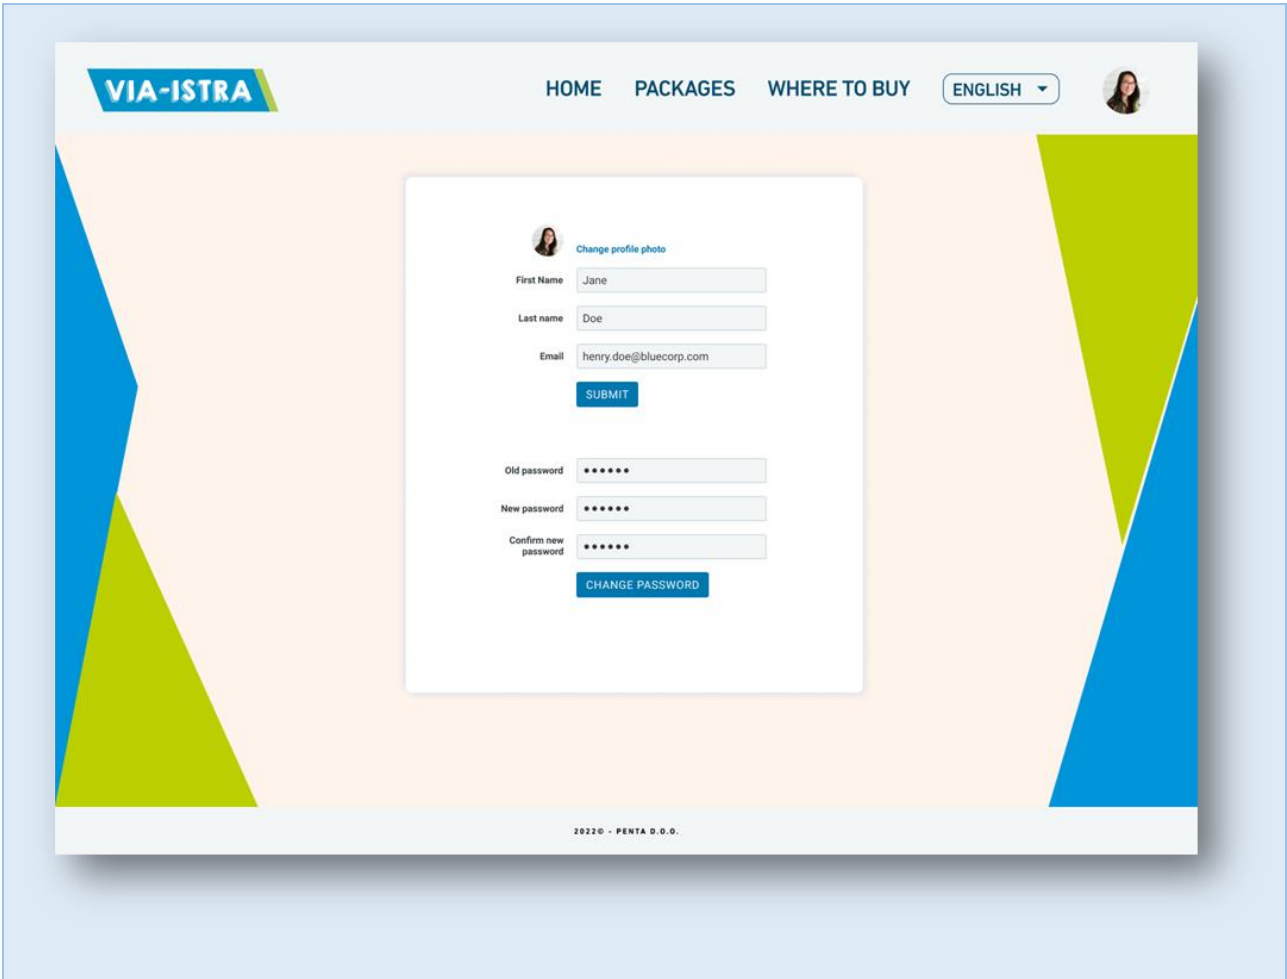 VIA-ISTRA
HOME PACKAGES WHERE TO BUY ENGLISH
Change profile photo
First Name Jane
Last name Doe
Email henry.doe@bluecorp.com
SUBMIT
Old password ••••••
New password ••••••
Confirm new
password ••••••
CHANGE PASSWORD
2022© - PENTA D.O.O.